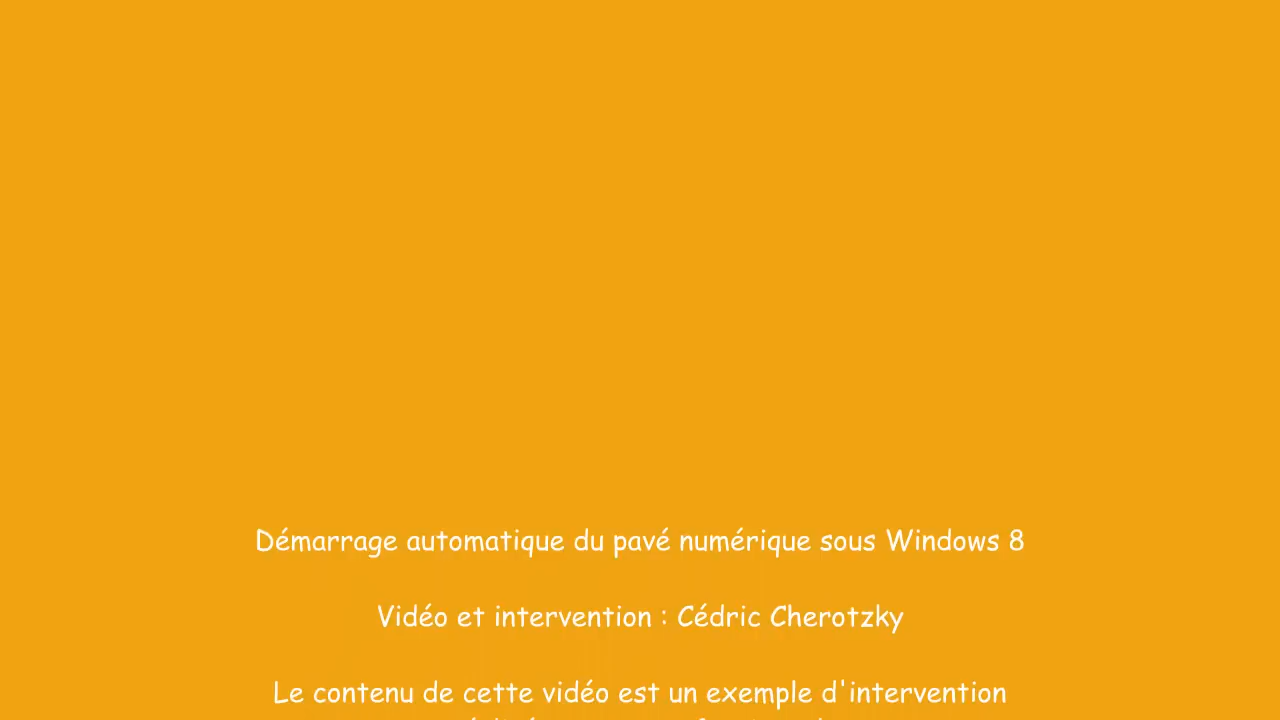 Démarrage automatique du pavé numérique sous Windows 8
Vidéo et intervention : Cédric Cherotzky
Le contenu de cette vidéo est un exemple d'intervention